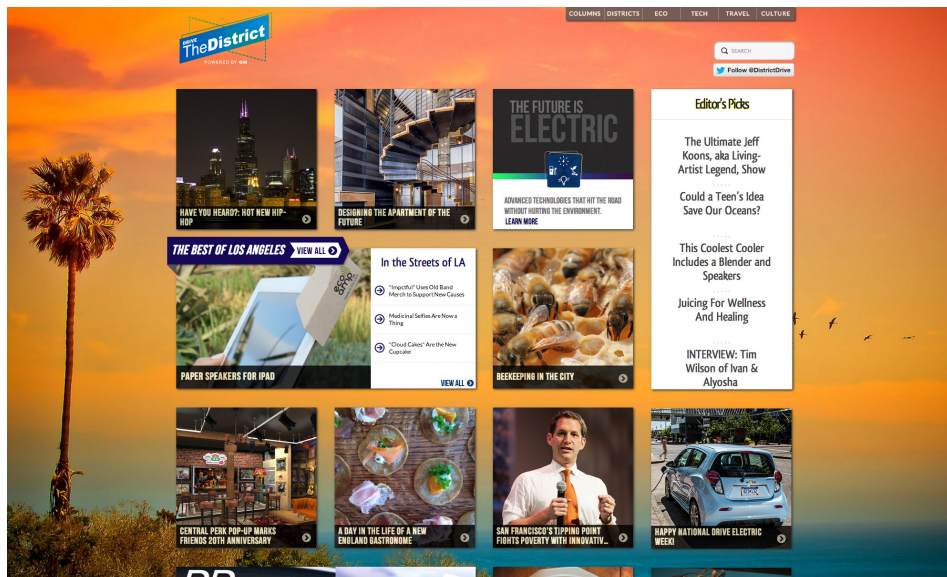 COLUMNS DISTRICTS ECO TECH TRAVEL CULTURE
DRIVE
TheDistrict
POWERED BY GM
SEARCH
Follow @DistrictDrive
HAVE YOU HEARD?: HOT NEW HIP-
HOP
DESIGNING THE APARTMENT OF THE
FUTURE
THE FUTURE IS
ELECTRIC
ADVANCED TECHNOLOGIES THAT HIT THE ROAD
WITHOUT HURTING THE ENVIRONMENT.
LEARN MORE
Editor's Picks
The Ultimate Jeff
Koons, aka Living-
Artist Legend, Show
Could a Teen's Idea
Save Our Oceans?
This Coolest Cooler
Includes a Blender and
Speakers
Juicing For Wellness
And Healing
INTERVIEW: Tim
Wilson of Ivan &
Alyosha
THE BEST OF LOS ANGELES VIEW ALL
eco
amp
PAPER SPEAKERS FOR IPAD
In the Streets of LA
"Impctful" Uses Old Band
Merch to Support New Causes
Medicinal Selfies Are Now a
Thing
"Cloud Cakes" Are the New
Cupcake
VIEW ALL
BEEKEEPING IN THE CITY
CENTRAL PERK POP-UP MARKS
FRIENDS 20TH ANNIVERSARY
A DAY IN THE LIFE OF A NEW
ENGLAND GASTRONOME
SAN FRANCISCO'S TIPPING POINT
FIGHTS POVERTY WITH INNOVATIV...
HAPPY NATIONAL DRIVE ELECTRIC
WEEK!